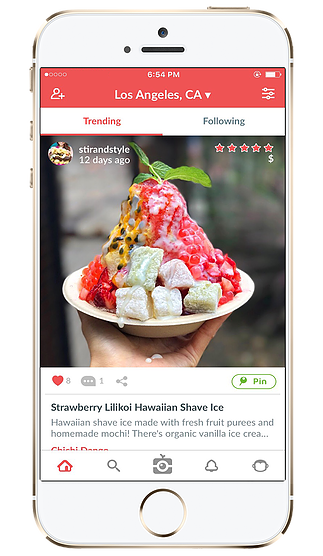 6:54 PM
Los Angeles, CA ▾
Trending
Following
stirandstyle
12 days ago
$
8
1
Pin
Strawberry Lilikoi Hawaiian Shave Ice
Hawaiian shave ice made with fresh fruit purees and
homemade mochi! There's organic vanilla ice crea...
Chichi Dango